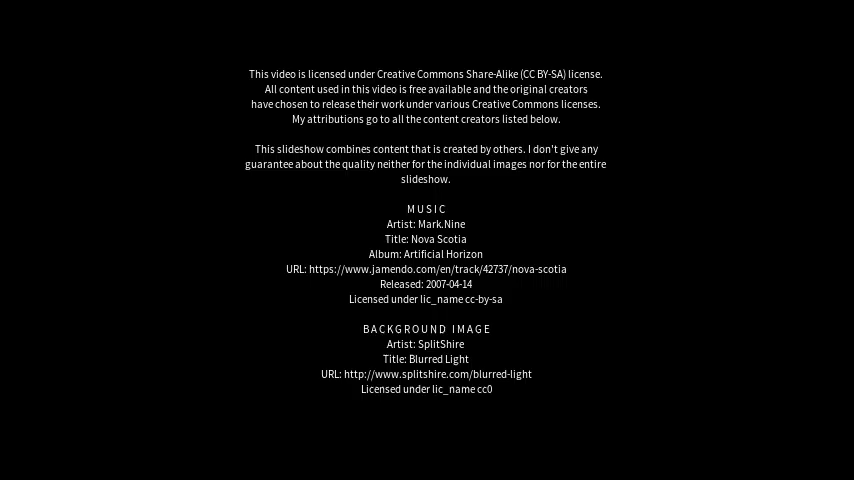 This video is licensed under Creative Commons Share-Alike (CC BY-SA) license.
All content used in this video is free available and the original creators
have chosen to release their work under various Creative Commons licenses.
My attributions go to all the content creators listed below.
This slideshow combines content that is created by others. I don't give any
guarantee about the quality neither for the individual images nor for the entire
slideshow.
MUSIC
Artist: Mark.Nine
Title: Nova Scotia
Album: Artificial Horizon
URL: https://www.jamendo.com/en/track/42737/nova-scotia
Released: 2007-04-14
Licensed under lic_name cc-by-sa
BACKGROUND IMAGE
Artist: SplitShire
Title: Blurred Light
URL: http://www.splitshire.com/blurred-light
Licensed under lic_name cc0